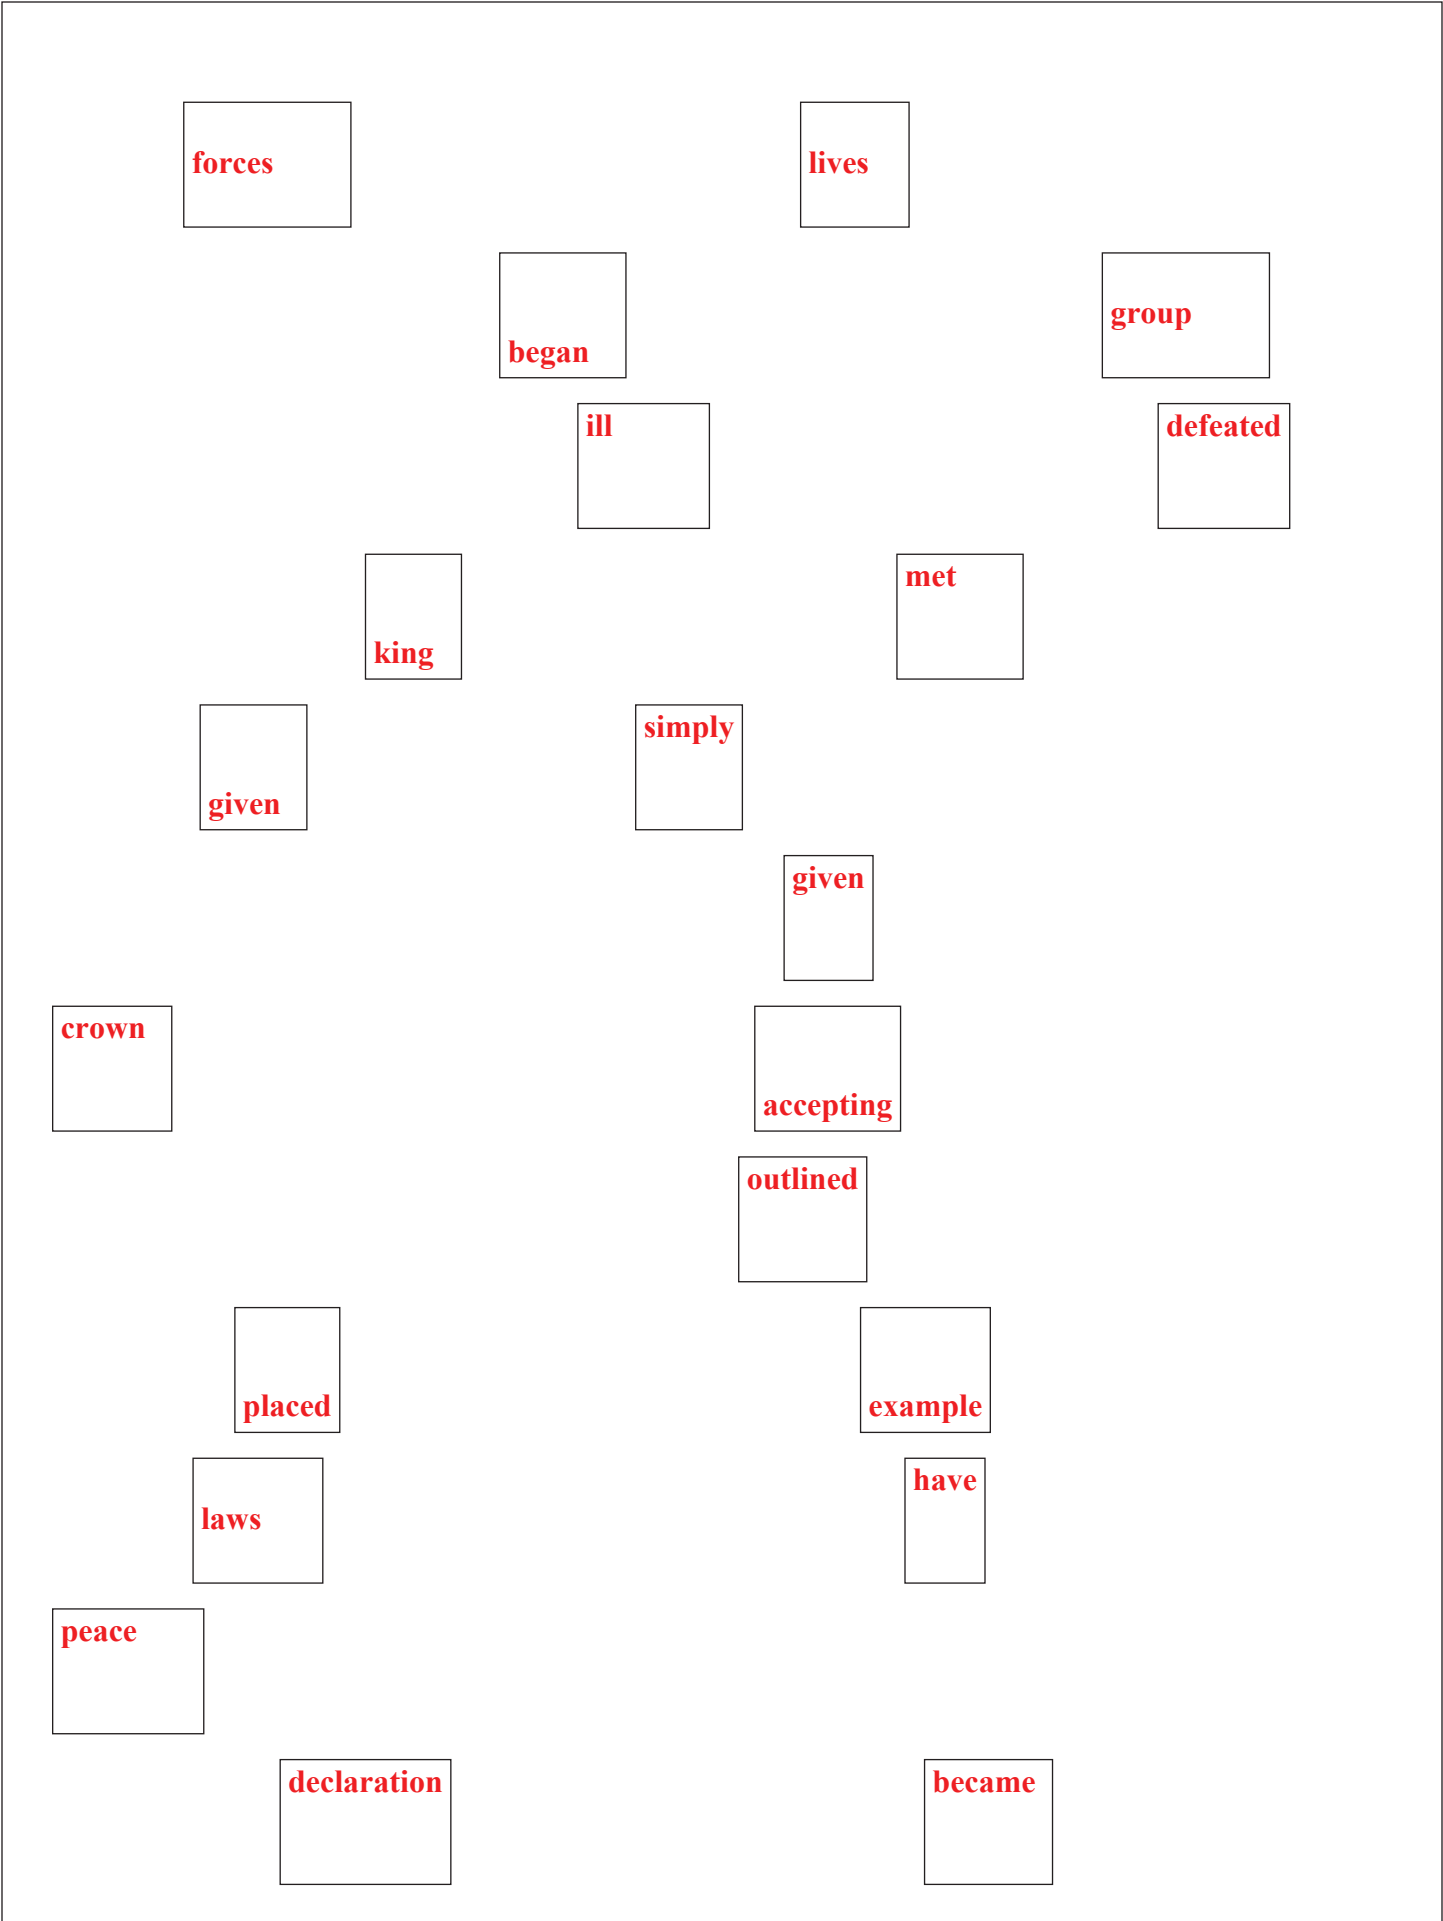 forces lives
began group
ill defeated
king met
given simply
given
crown accepting
outlined
placed example
laws have
peace
declaration became